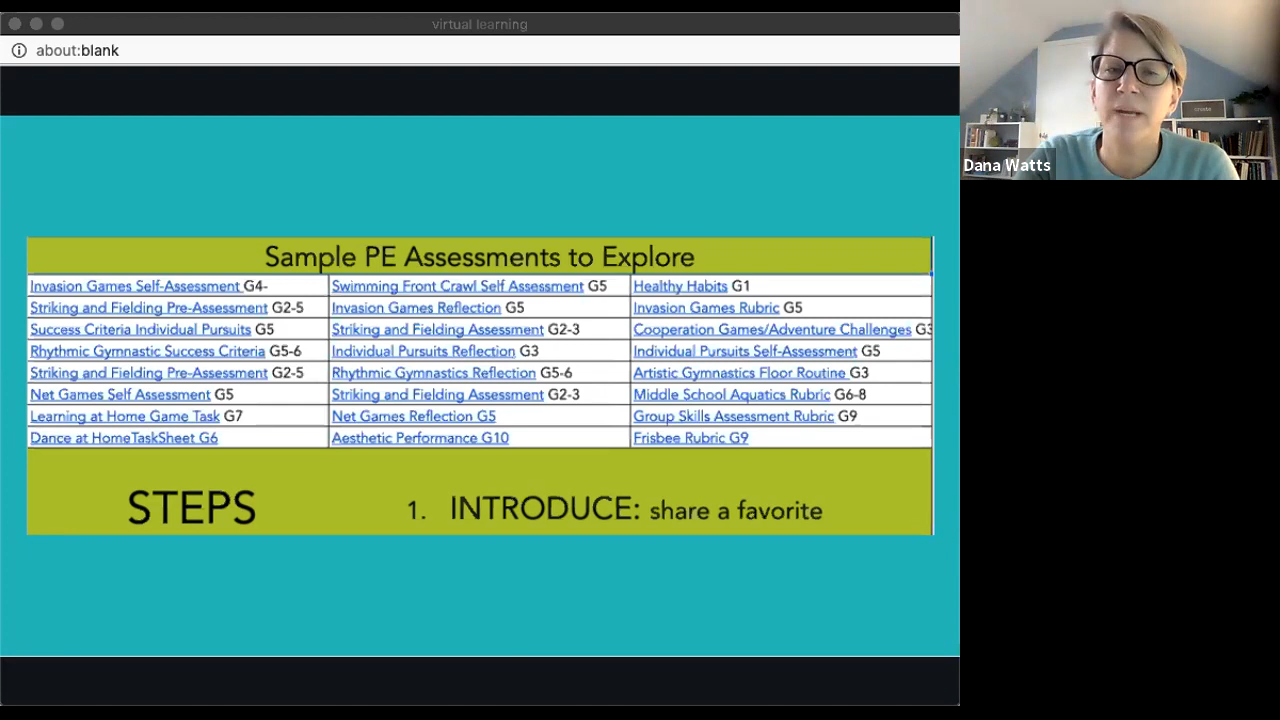 virtual learning
about:blank
Sample PE Assessments to Explore
Invasion Games Self-Assessment G4-
Swimming Front Crawl Self Assessment G5
Healthy Habits G1
Striking and Fielding Pre-Assessment G2-5
Invasion Games Reflection G5
Invasion Games Rubric G5
Success Criteria Individual Pursuits G5
Striking and Fielding Assessment G2-3
Cooperation Games/Adventure Challenges G3
Rhythmic Gymnastic Success Criteria G5-6
Individual Pursuits Reflection G3
Individual Pursuits Self-Assessment G5
Striking and Fielding Pre-Assessment G2-5
Rhythmic Gymnastics Reflection G5-6
Artistic Gymnastics Floor Routine G3
Net Games Self Assessment G5
Striking and Fielding Assessment G2-3
Middle School Aquatics Rubric G6-8
Learning at Home Game Task G7
Net Games Reflection G5
Group Skills Assessment Rubric G9
Dance at HomeTaskSheet G6
Aesthetic Performance G10
Frisbee Rubric G9
STEPS
1. INTRODUCE: share a favorite
Dana Watts